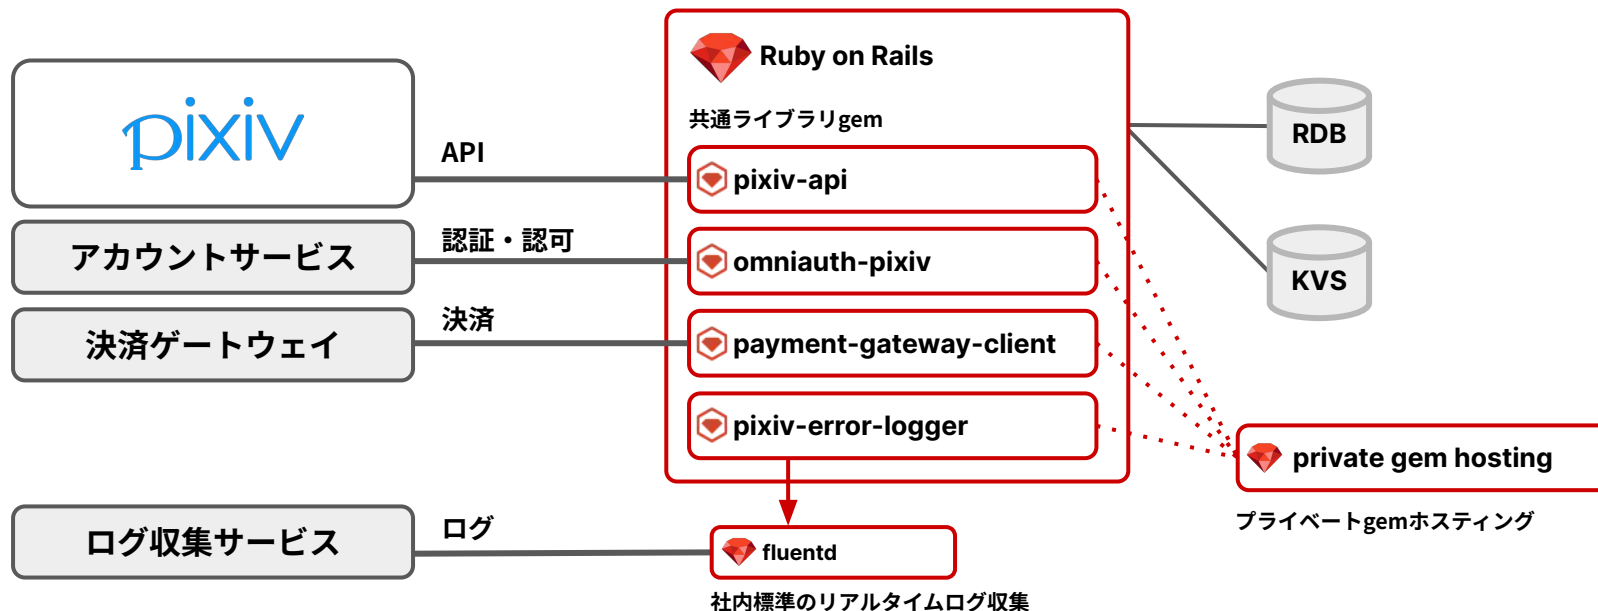 pixiv
アカウントサービス
決済ゲートウェイ
ログ収集サービス
API
認証・認可
決済
ログ
Ruby on Rails
共通ライブラリgem
pixiv-api
omniauth-pixiv
payment-gateway-client
pixiv-error-logger
fluentd
社内標準のリアルタイムログ収集
RDB
KVS
private gem hosting
プライベートgemホスティング